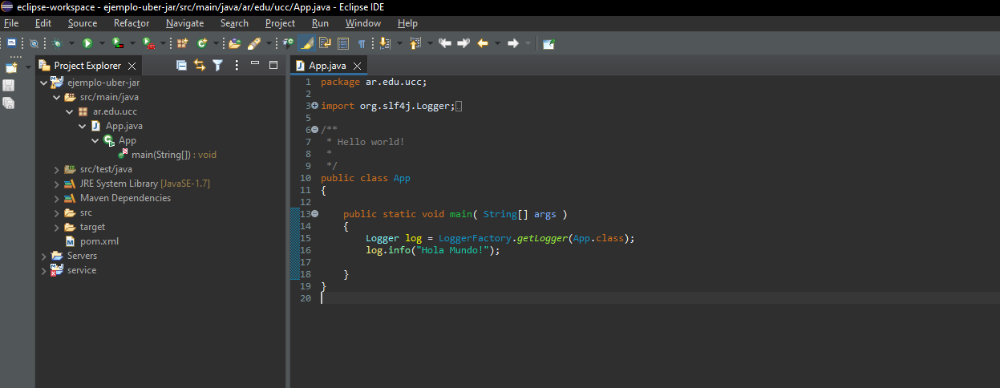 eclipse-workspace - ejemplo-uber-jar/src/main/java/ar/edu/ucc/App.java - Eclipse IDE
File Edit Source Refactor Navigate Search Project Run Window Help
Project Explorer
ejemplo-uber-jar
src/main/java
ar.edu.ucc
App.java
App
main(String[]) : void
src/test/java
JRE System Library [JavaSE-1.7]
Maven Dependencies
src
target
pom.xml
Servers
service
App.java
1 package ar.edu.ucc;
2
3 import org.slf4j.Logger;
5
6 /**
7 * Hello world!
8 *
9 */
10 public class App
11 {
12
13 public static void main( String[] args )
14 {
15 Logger log = LoggerFactory.getLogger(App.class);
16 log.info("Hola Mundo!");
17
18 }
19 }
20